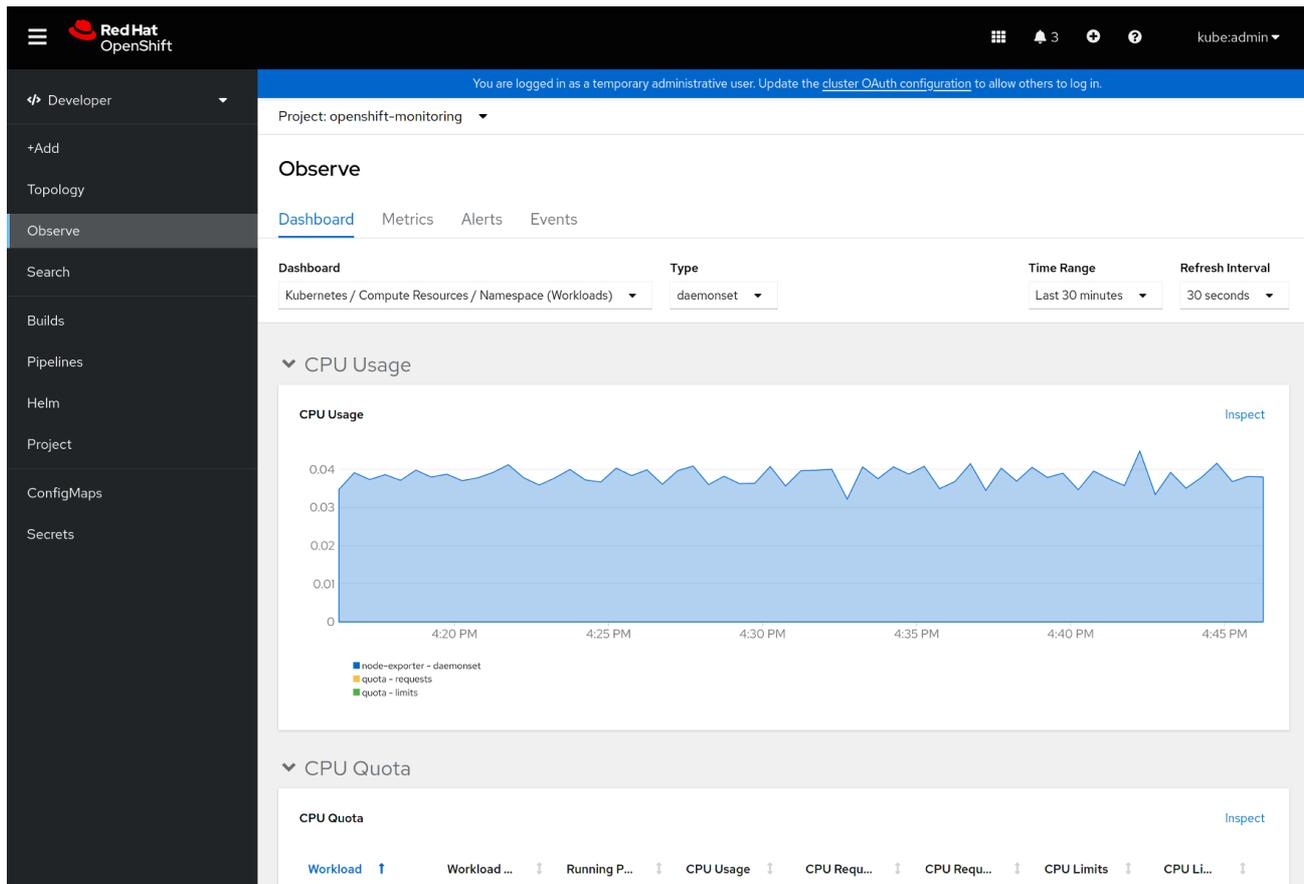 Red Hat
OpenShift
3
kube:admin
Developer
+Add
Topology
Observe
Search
Builds
Pipelines
Helm
Project
ConfigMaps
Secrets
You are logged in as a temporary administrative user. Update the cluster OAuth configuration to allow others to log in.
Project: openshift-monitoring
Observe
Dashboard Metrics Alerts Events
Dashboard Type Time Range Refresh Interval
Kubernetes / Compute Resources / Namespace (Workloads) daemonset Last 30 minutes 30 seconds
CPU Usage
CPU Usage Inspect
0.04
0.03
0.02
0.01
0
4:20 PM 4:25 PM 4:30 PM 4:35 PM 4:40 PM 4:45 PM
node-exporter - daemonset
quota - requests
quota - limits
CPU Quota
CPU Quota Inspect
Workload Workload ... Running P... CPU Usage CPU Requ... CPU Requ... CPU Limits CPU Li...